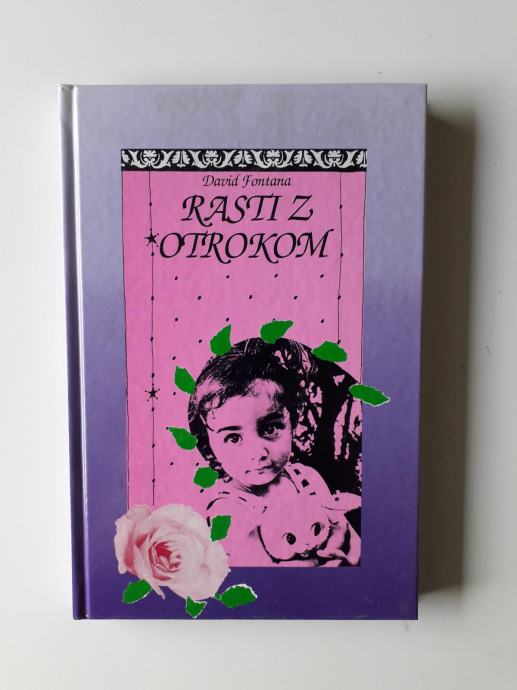 David Fontana
RASTI Z
OTROKOM